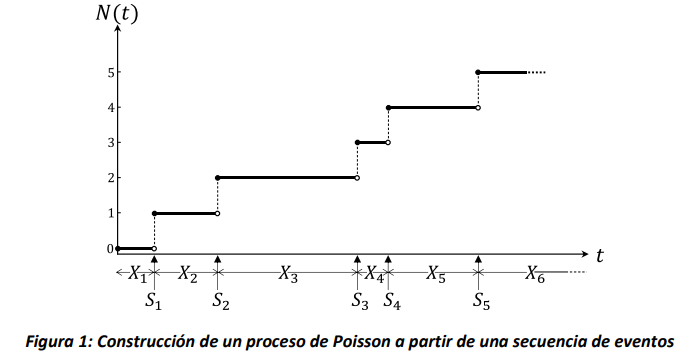 N(t)
5
4
3
2
1
0
t
X₁ X₂ X₃ X₄ X₅ X₆
S₁ S₂ S₃ S₄ S₅
Figura 1: Construcción de un proceso de Poisson a partir de una secuencia de eventos